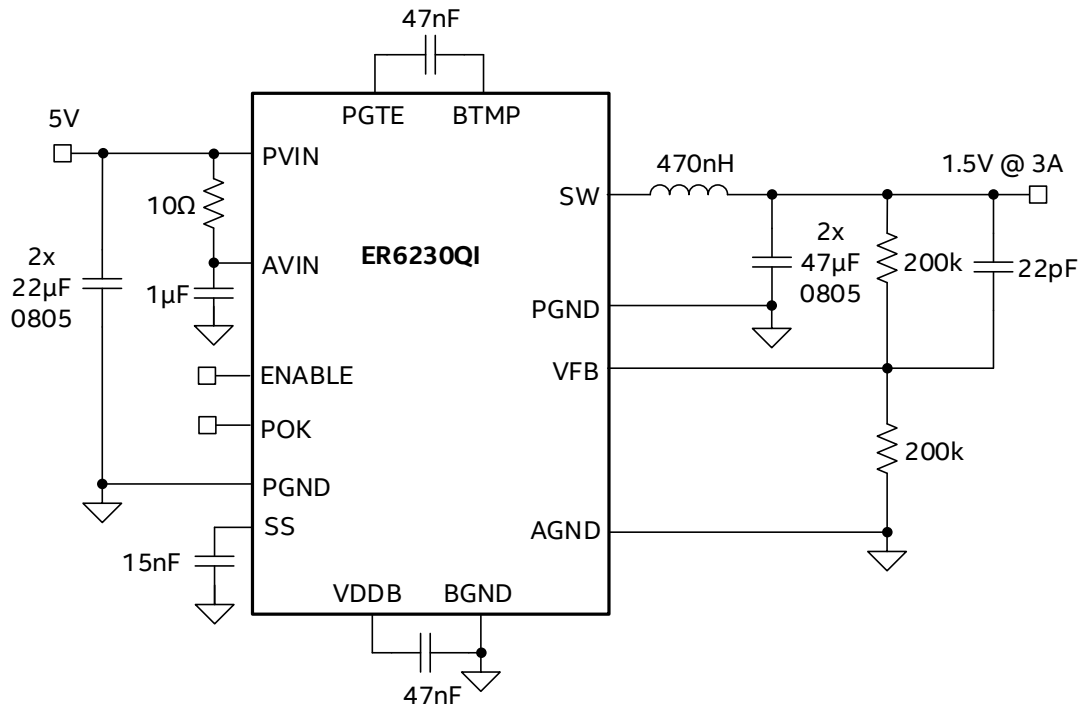 47nF
PGTE BTMP
5V
PVIN
470nH
1.5V @ 3A
SW
10Ω
2x
22µF
0805
AVIN
ER6230QI
2x
47µF
0805
200k
22pF
1µF
PGND
ENABLE
VFB
POK
200k
PGND
SS
AGND
15nF
VDDB BGND
47nF